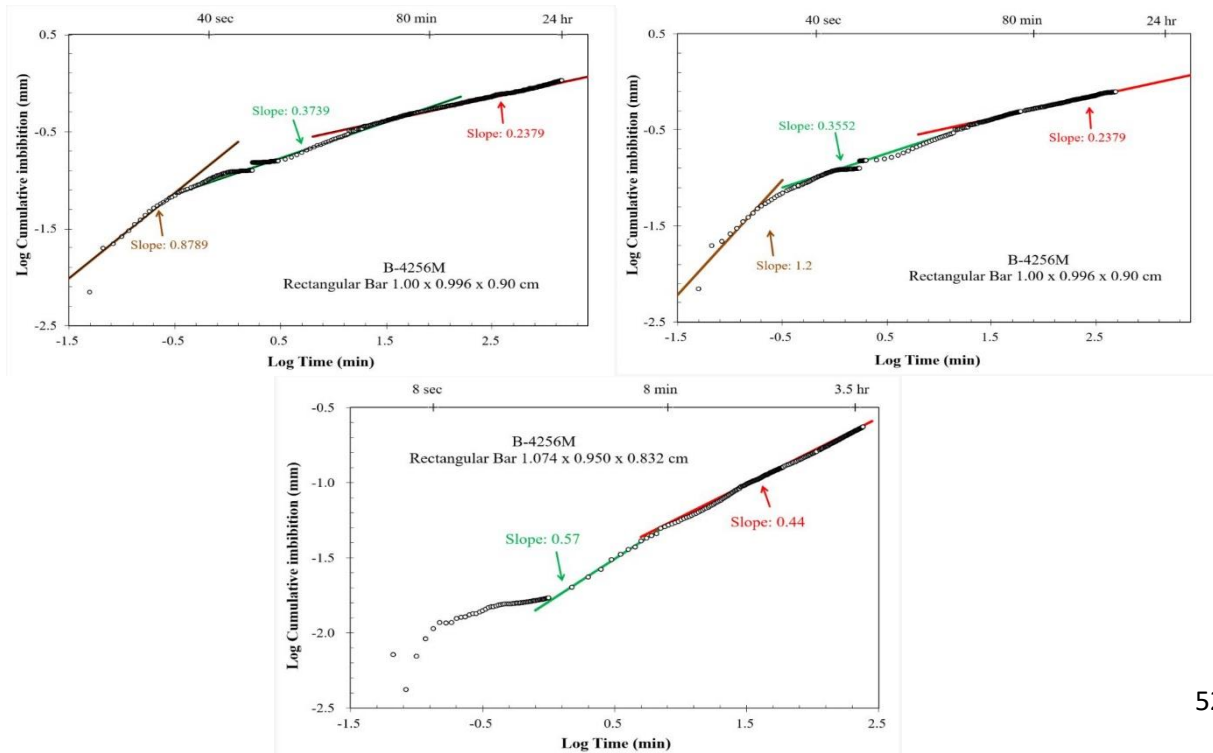 40 sec 80 min 24 hr
0.5
-0.5
-1.5
-2.5
Log Cumulative imbibition (mm)
Slope: 0.3739
Slope: 0.2379
Slope: 0.8789
B-4256M
Rectangular Bar 1.00 x 0.996 x 0.90 cm
-1.5 -0.5 0.5 1.5 2.5
Log Time (min)
40 sec 80 min 24 hr
0.5
-0.5
-1.5
-2.5
Log Cumulative imbibition (mm)
Slope: 0.3552
Slope: 0.2379
Slope: 1.2
B-4256M
Rectangular Bar 1.00 x 0.996 x 0.90 cm
-1.5 -0.5 0.5 1.5 2.5
Log Time (min)
8 sec 8 min 3.5 hr
-0.5
-1.0
-1.5
-2.0
-2.5
Log Cumulative imbibition (mm)
B-4256M
Rectangular Bar 1.074 x 0.950 x 0.832 cm
Slope: 0.57
Slope: 0.44
-1.5 -0.5 0.5 1.5 2.5
Log Time (min)